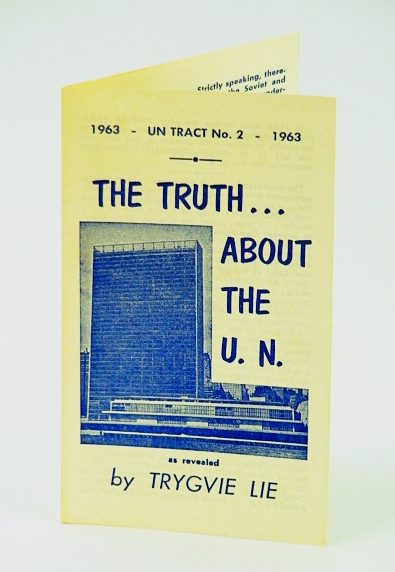 Strictly speaking, there-
the Soviet and
1963 - UN TRACT No. 2 - 1963
THE TRUTH...
ABOUT
THE
U. N.
as revealed
by TRYGVIE LIE